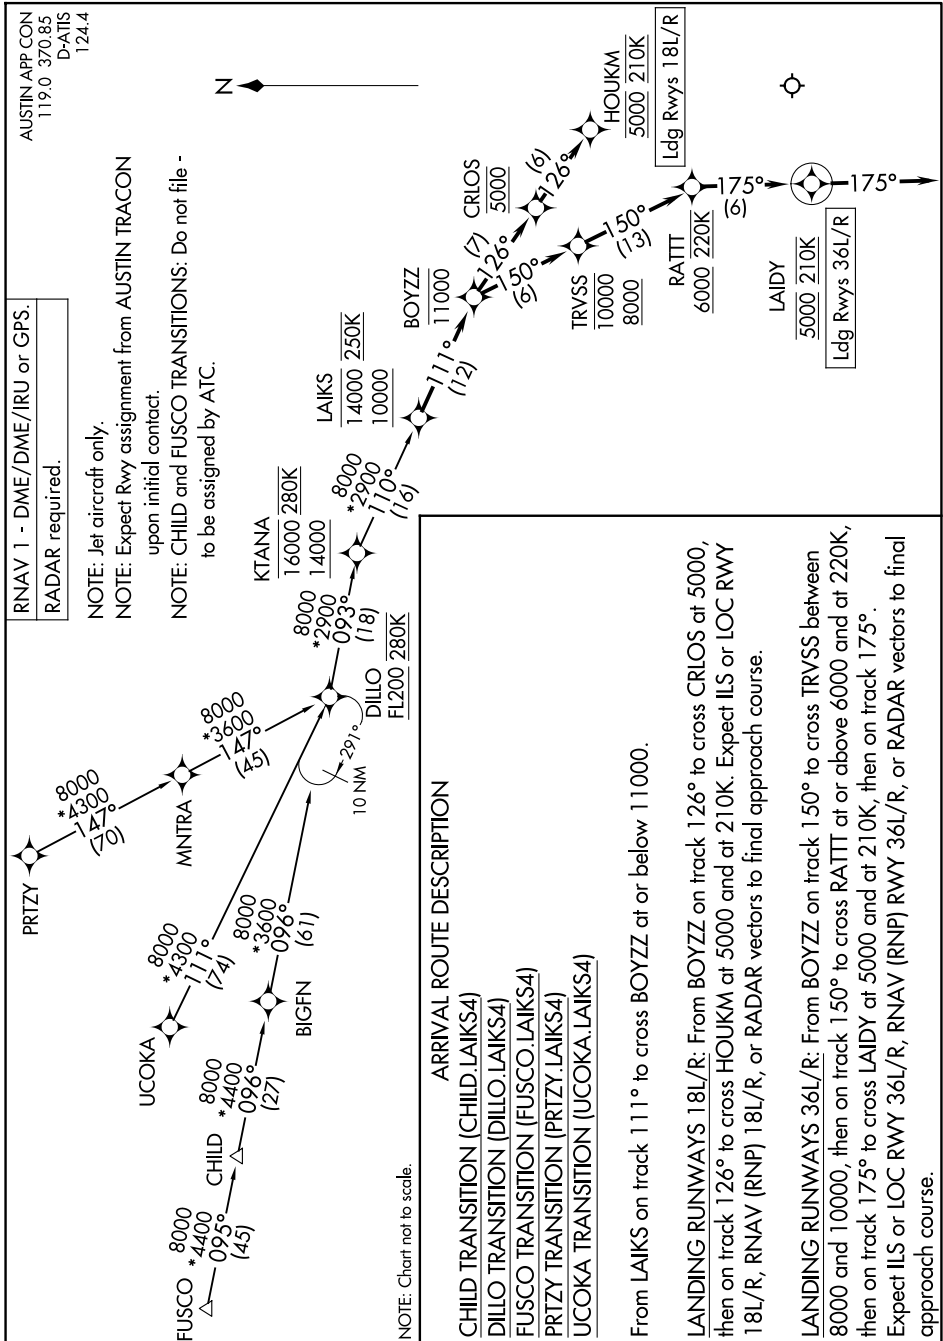 AUSTIN APP CON
119.0 370.85
D-ATIS
124.4
RNAV 1 - DME/DME/IRU or GPS.
RADAR required.
NOTE: Jet aircraft only.
NOTE: Expect Rwy assignment from AUSTIN TRACON
upon initial contact.
NOTE: CHILD and FUSCO TRANSITIONS: Do not file -
to be assigned by ATC.
N
PRTZY
8000
*4300
147°
(70)
MNTRA
8000
*3600
147°
(45)
UCOKA
8000
*4300
111°
(74)
FUSCO
8000
*4400
095°
(45)
CHILD
8000
*4400
096°
(27)
BIGFN
8000
*3600
096°
(61)
10 NM
291°
DILLO
FL200 280K
8000
*2900
093°
(18)
KTANA
16000 280K
14000
8000
*2900
110°
(16)
LAIKS
14000 250K
10000
111°
(12)
BOYZZ
11000
126°
(7)
CRLOS
5000
126°
(6)
HOUKM
5000 210K
Ldg Rwys 18L/R
150°
(6)
TRVSS
10000
8000
150°
(13)
RATTT
6000 220K
175°
(6)
LAIDY
5000 210K
Ldg Rwys 36L/R
175°
NOTE: Chart not to scale.
ARRIVAL ROUTE DESCRIPTION
CHILD TRANSITION (CHILD.LAIKS4)
DILLO TRANSITION (DILLO.LAIKS4)
FUSCO TRANSITION (FUSCO.LAIKS4)
PRTZY TRANSITION (PRTZY.LAIKS4)
UCOKA TRANSITION (UCOKA.LAIKS4)
From LAIKS on track 111° to cross BOYZZ at or below 11000.
LANDING RUNWAYS 18L/R: From BOYZZ on track 126° to cross CRLOS at 5000,
then on track 126° to cross HOUKM at 5000 and at 210K. Expect ILS or LOC RWY
18L/R, RNAV (RNP) 18L/R, or RADAR vectors to final approach course.
LANDING RUNWAYS 36L/R: From BOYZZ on track 150° to cross TRVSS between
8000 and 10000, then on track 150° to cross RATTT at or above 6000 and at 220K,
then on track 175° to cross LAIDY at 5000 and at 210K, then on track 175°.
Expect ILS or LOC RWY 36L/R, RNAV (RNP) RWY 36L/R, or RADAR vectors to final
approach course.